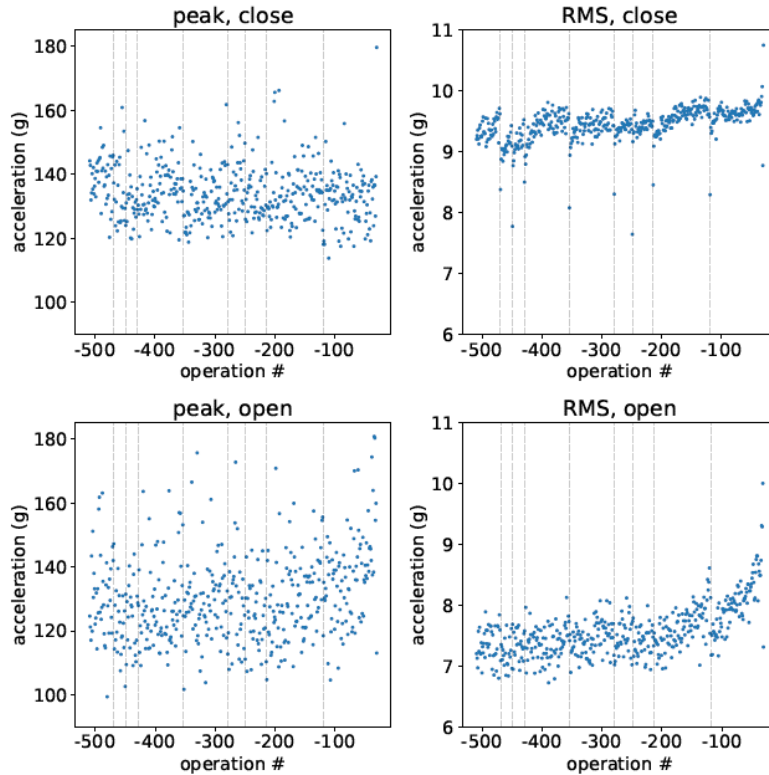 peak, close
acceleration (g)
180
160
140
120
100
-500 -400 -300 -200 -100
operation #
RMS, close
acceleration (g)
11
10
9
8
7
6
-500 -400 -300 -200 -100
operation #
peak, open
acceleration (g)
180
160
140
120
100
-500 -400 -300 -200 -100
operation #
RMS, open
acceleration (g)
11
10
9
8
7
6
-500 -400 -300 -200 -100
operation #